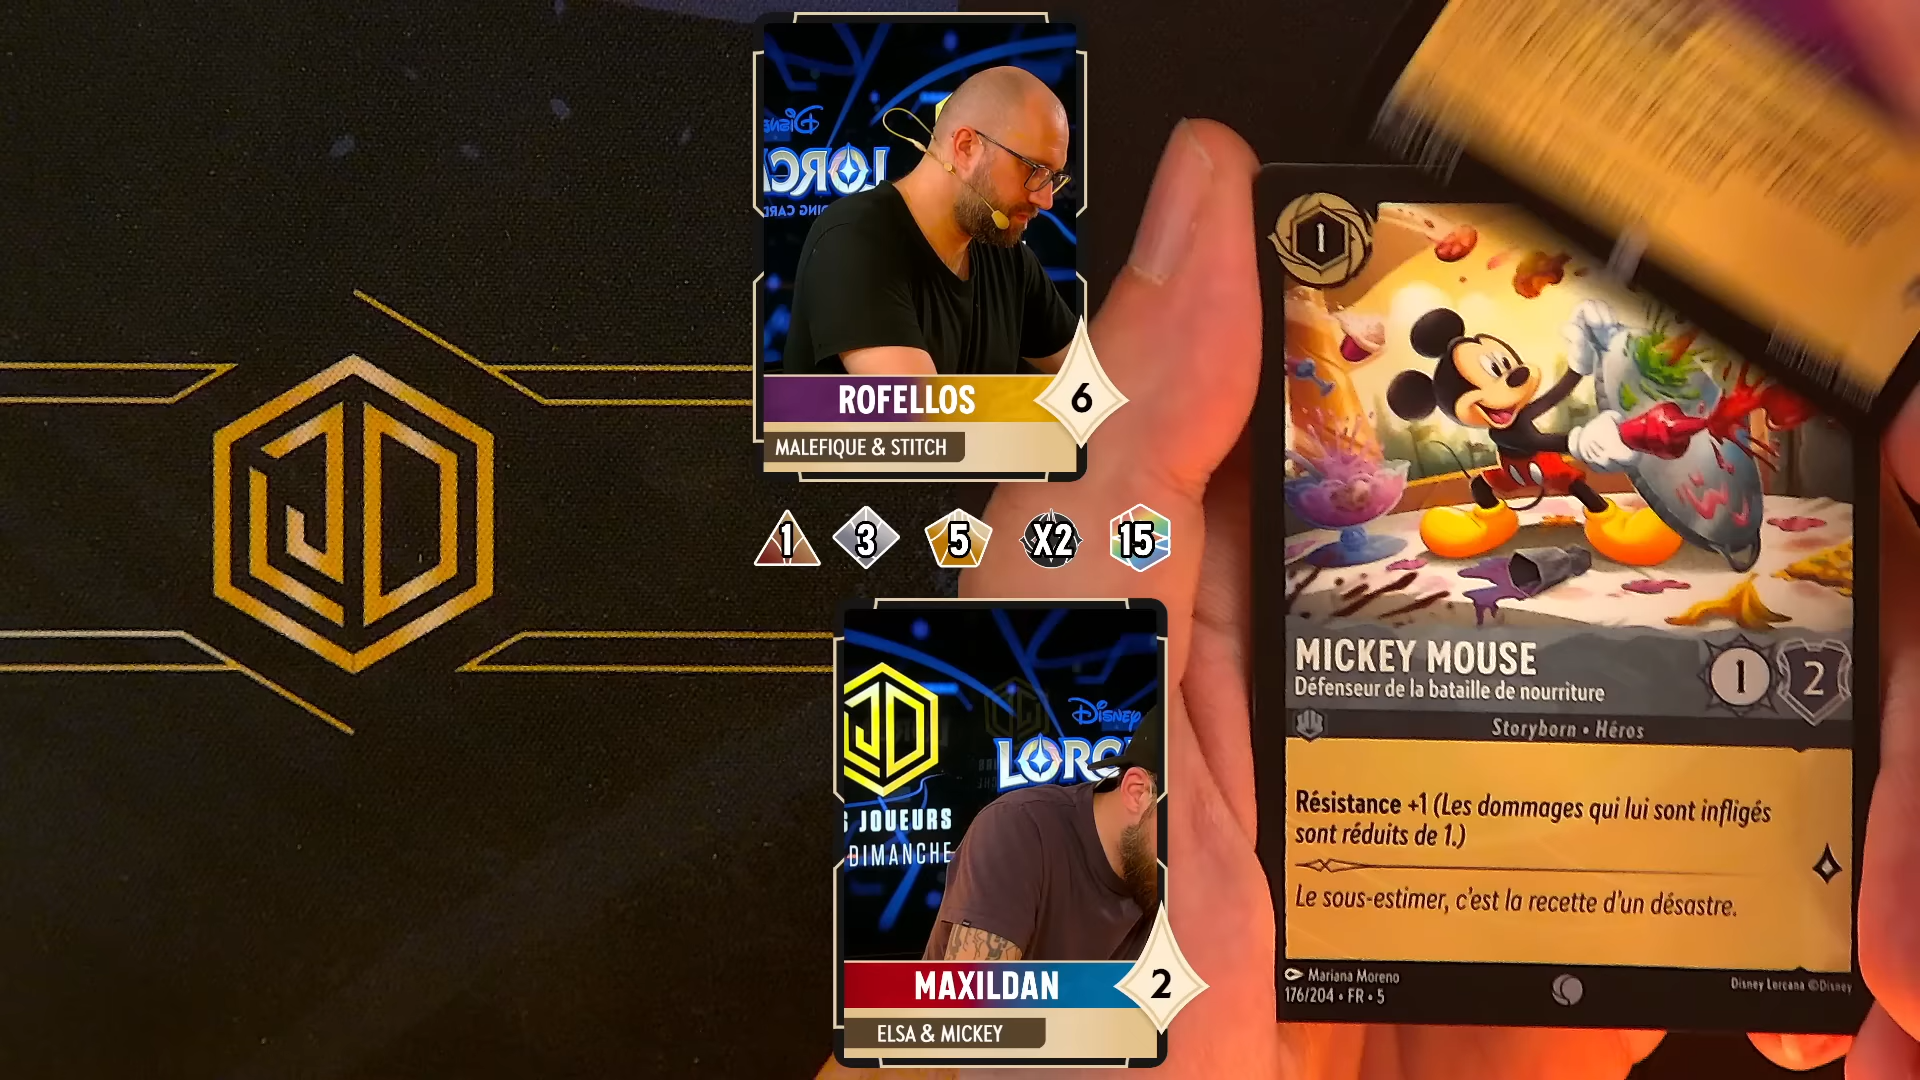 DISNEY
LORC
ROFELLOS
6
MALEFIQUE & STITCH
1
3
5
X2
15
JD
DISNEY
LORC
JOUEURS
DIMANCHE
MAXILDAN
2
ELSA & MICKEY
1
MICKEY MOUSE
Défenseur de la bataille de nourriture
1
2
Storyborn • Héros
Résistance +1 (Les dommages qui lui sont infligés
sont réduits de 1.)
Le sous-estimer, c'est la recette d'un désastre.
Mariana Moreno
176/204 • FR • 5
Disney Lorcana ©Disney